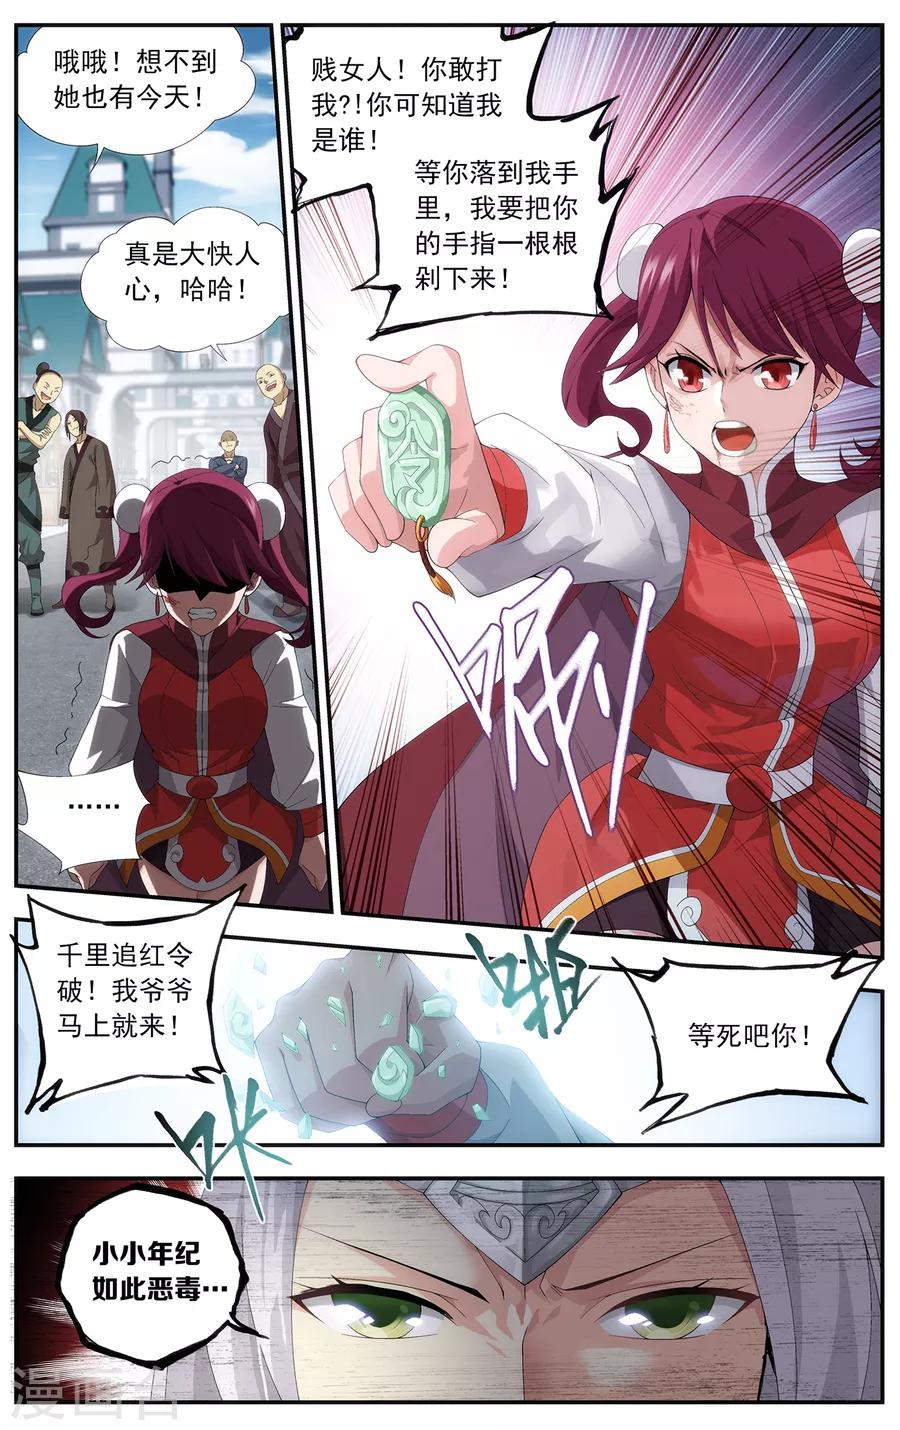 哦哦！想不到
她也有今天！
真是大快人
心，哈哈！
……
贱女人！你敢打
我?!你可知道我
是谁！
等你落到我手
里，我要把你
的手指一根根
剁下来！
令
唰
千里追红令
破！我爷爷
马上就来！
咔
啪
等死吧你！
小小年纪
如此恶毒…
漫画台